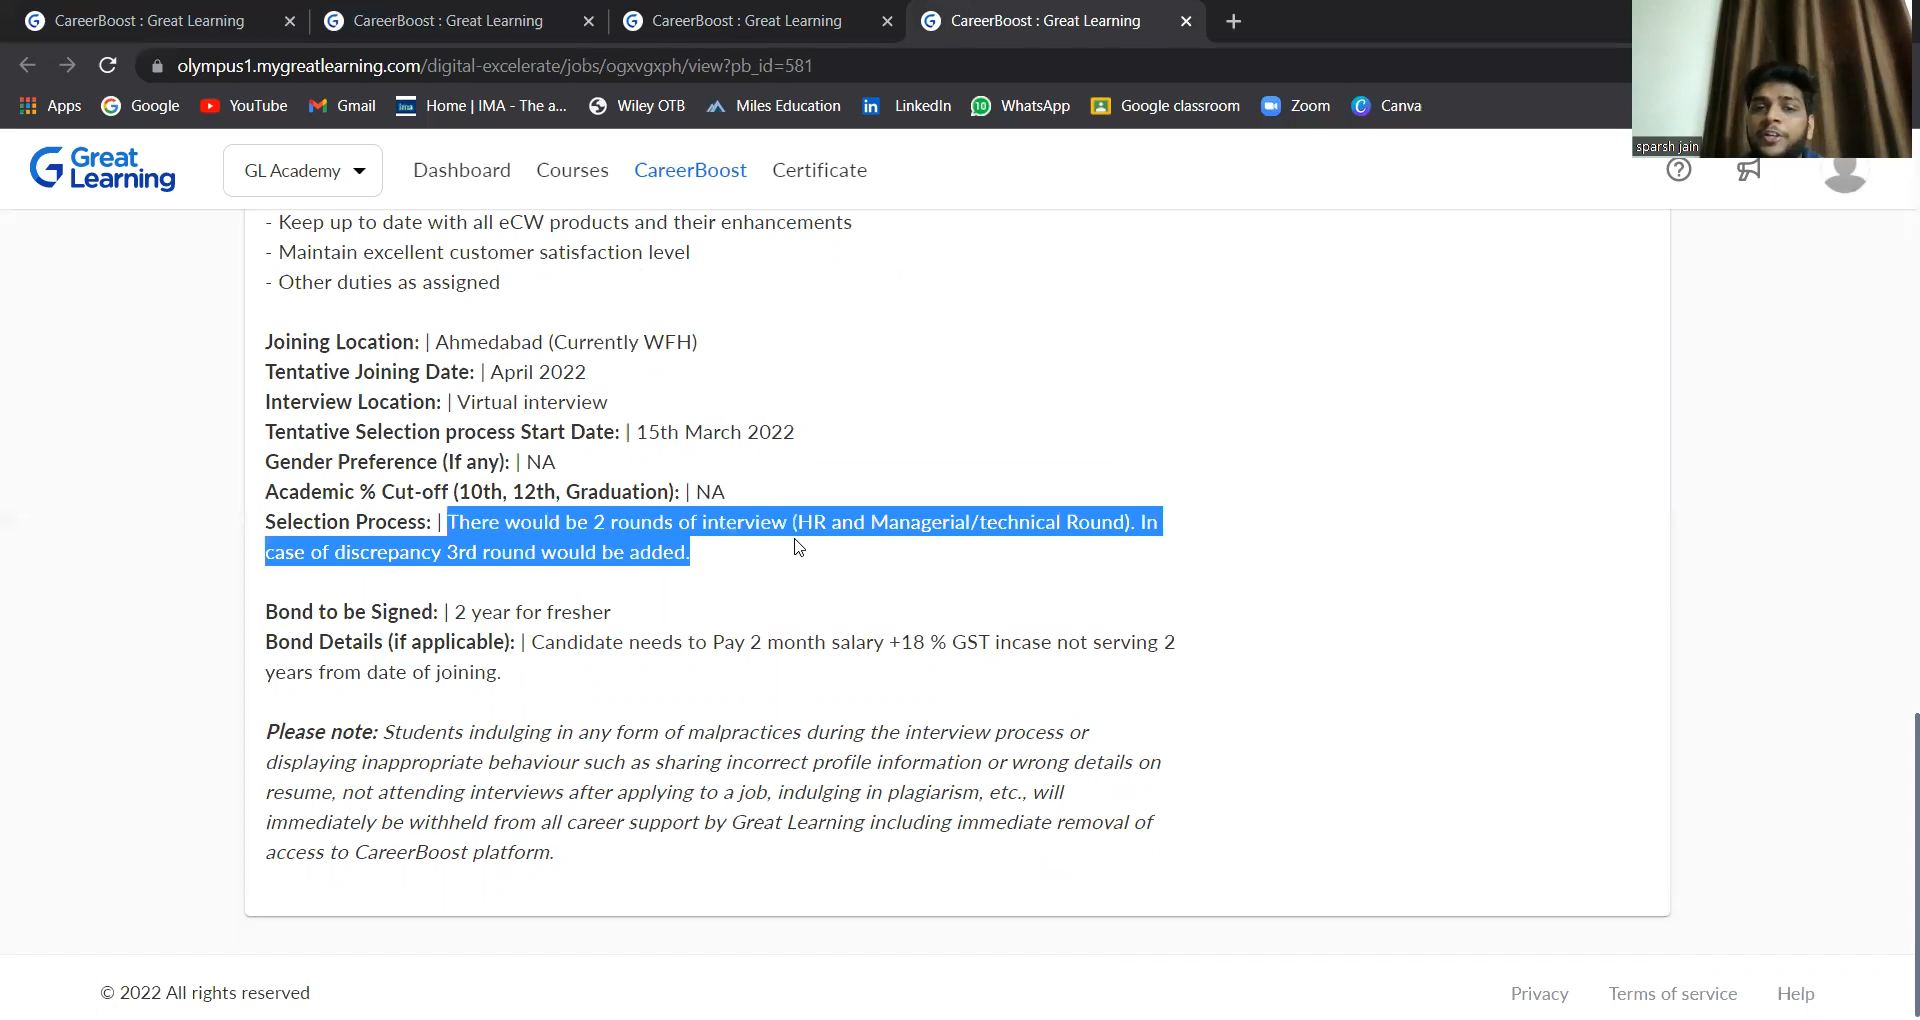 CareerBoost : Great Learning CareerBoost : Great Learning CareerBoost : Great Learning CareerBoost : Great Learning
olympus1.mygreatlearning.com/digital-excelerate/jobs/ogxvgxph/view?pb_id=581
Apps Google YouTube Gmail Home | IMA - The a... Wiley OTB Miles Education LinkedIn 10 WhatsApp Google classroom Zoom Canva
sparsh jain
Great Learning GL Academy Dashboard Courses CareerBoost Certificate
- Keep up to date with all eCW products and their enhancements
- Maintain excellent customer satisfaction level
- Other duties as assigned
Joining Location: | Ahmedabad (Currently WFH)
Tentative Joining Date: | April 2022
Interview Location: | Virtual interview
Tentative Selection process Start Date: | 15th March 2022
Gender Preference (If any): | NA
Academic % Cut-off (10th, 12th, Graduation): | NA
Selection Process: | There would be 2 rounds of interview (HR and Managerial/technical Round). In
case of discrepancy 3rd round would be added.
Bond to be Signed: | 2 year for fresher
Bond Details (if applicable): | Candidate needs to Pay 2 month salary +18 % GST incase not serving 2
years from date of joining.
Please note: Students indulging in any form of malpractices during the interview process or
displaying inappropriate behaviour such as sharing incorrect profile information or wrong details on
resume, not attending interviews after applying to a job, indulging in plagiarism, etc., will
immediately be withheld from all career support by Great Learning including immediate removal of
access to CareerBoost platform.
© 2022 All rights reserved Privacy Terms of service Help